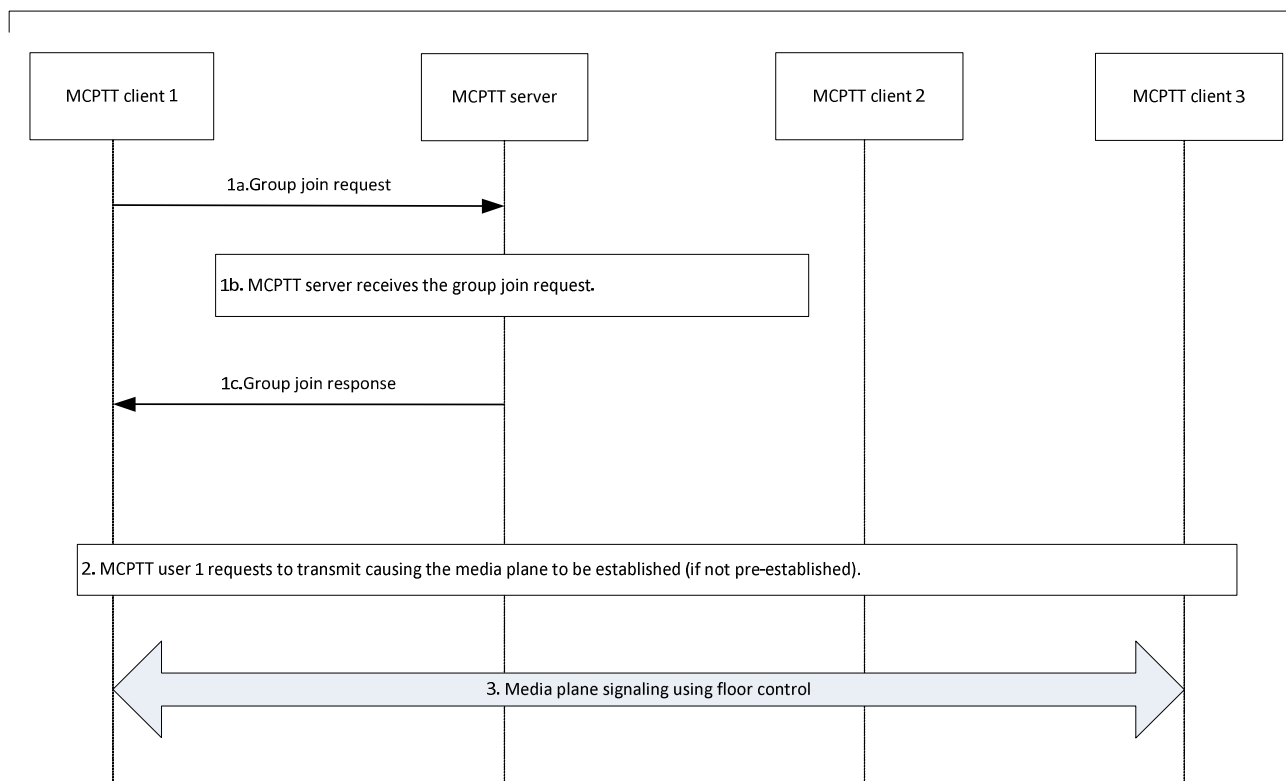 MCPTT client 1
MCPTT server
MCPTT client 2
MCPTT client 3
1a.Group join request
1b. MCPTT server receives the group join request.
1c.Group join response
2. MCPTT user 1 requests to transmit causing the media plane to be established (if not pre-established).
3. Media plane signaling using floor control